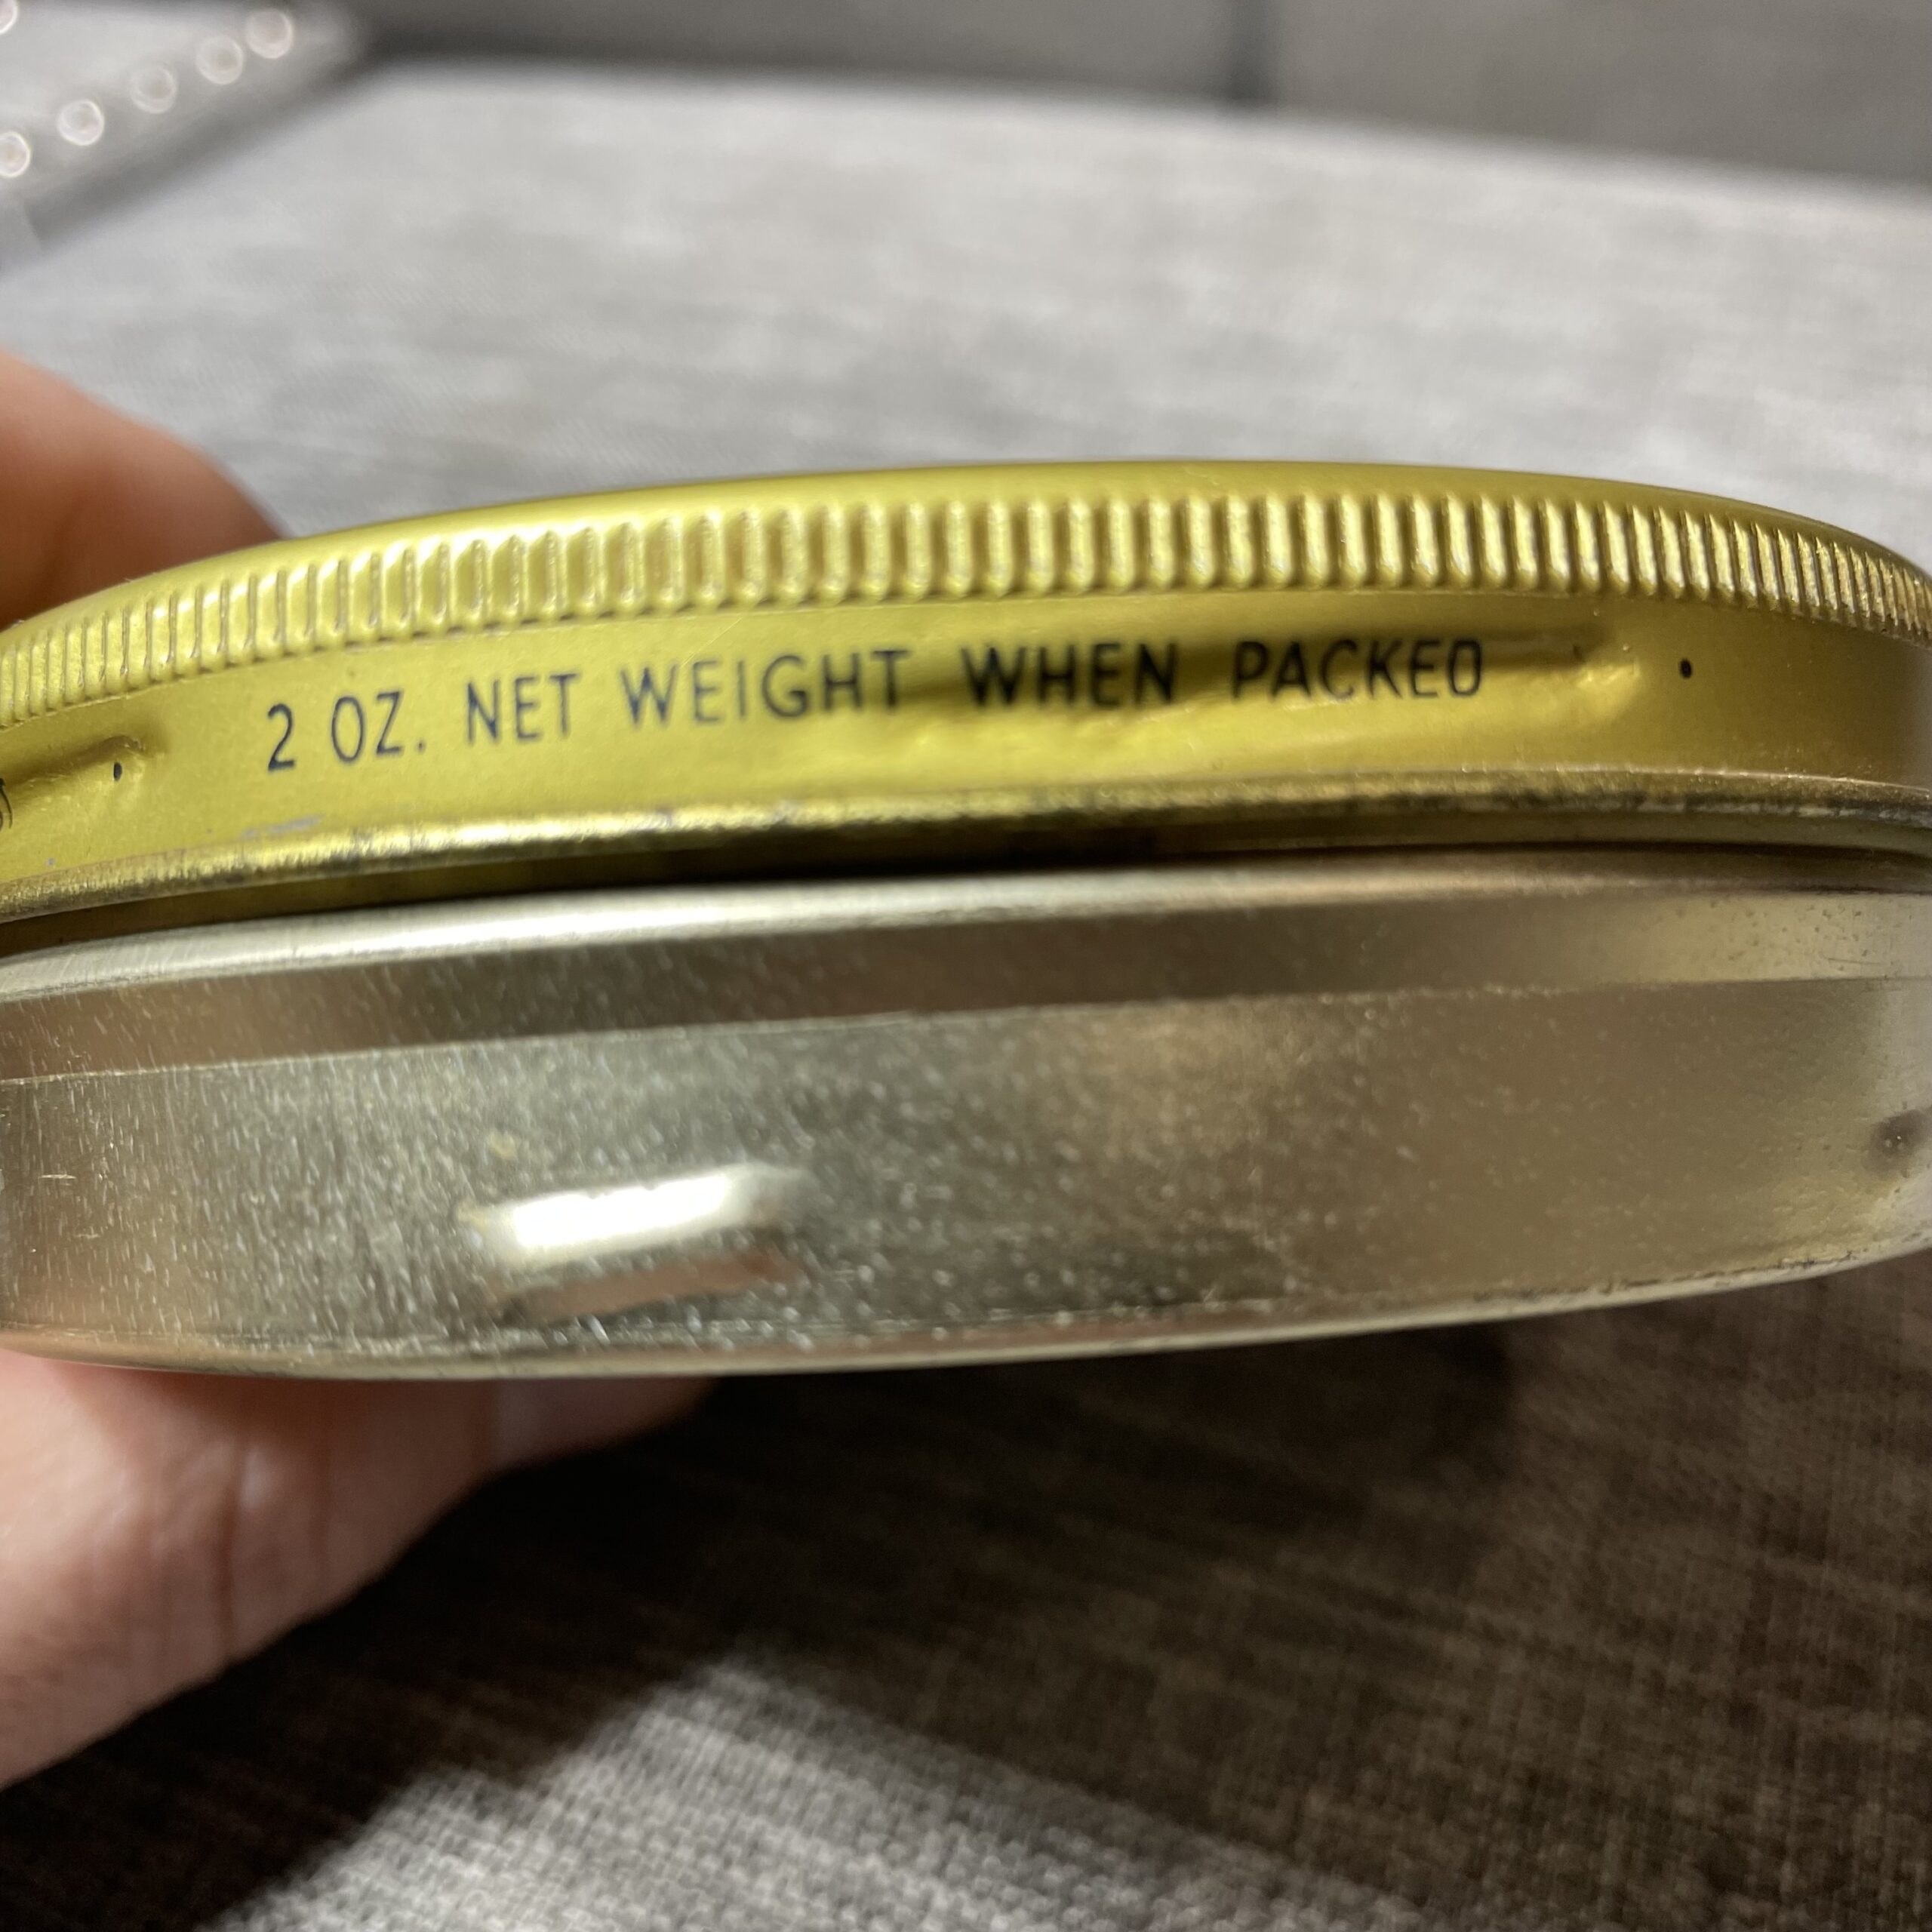 2 OZ. NET WEIGHT WHEN PACKED